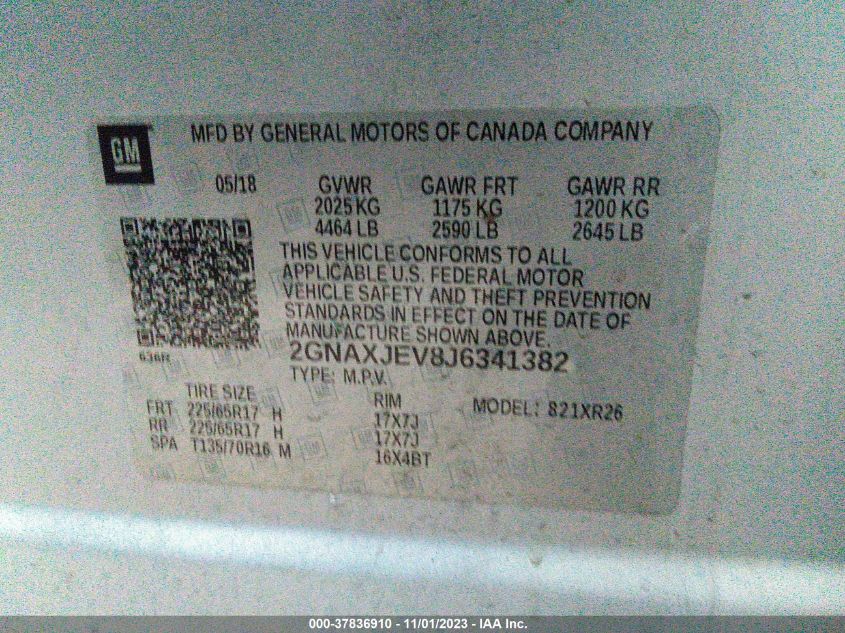 GM
MFD BY GENERAL MOTORS OF CANADA COMPANY
05/18 GVWR GAWR FRT GAWR RR
2025 KG 1175 KG 1200 KG
4464 LB 2590 LB 2645 LB
THIS VEHICLE CONFORMS TO ALL
APPLICABLE U.S. FEDERAL MOTOR
VEHICLE SAFETY AND THEFT PREVENTION
STANDARDS IN EFFECT ON THE DATE OF
MANUFACTURE SHOWN ABOVE.
2GNAXJEV8J6341382
TYPE: M.P.V.
TIRE SIZE RIM MODEL: 821XR26
FRT 225/65R17 H 17X7J
RR 225/65R17 H 17X7J
SPA T135/70R16 M 16X4BT
000-37836910 - 11/01/2023 - IAA Inc.